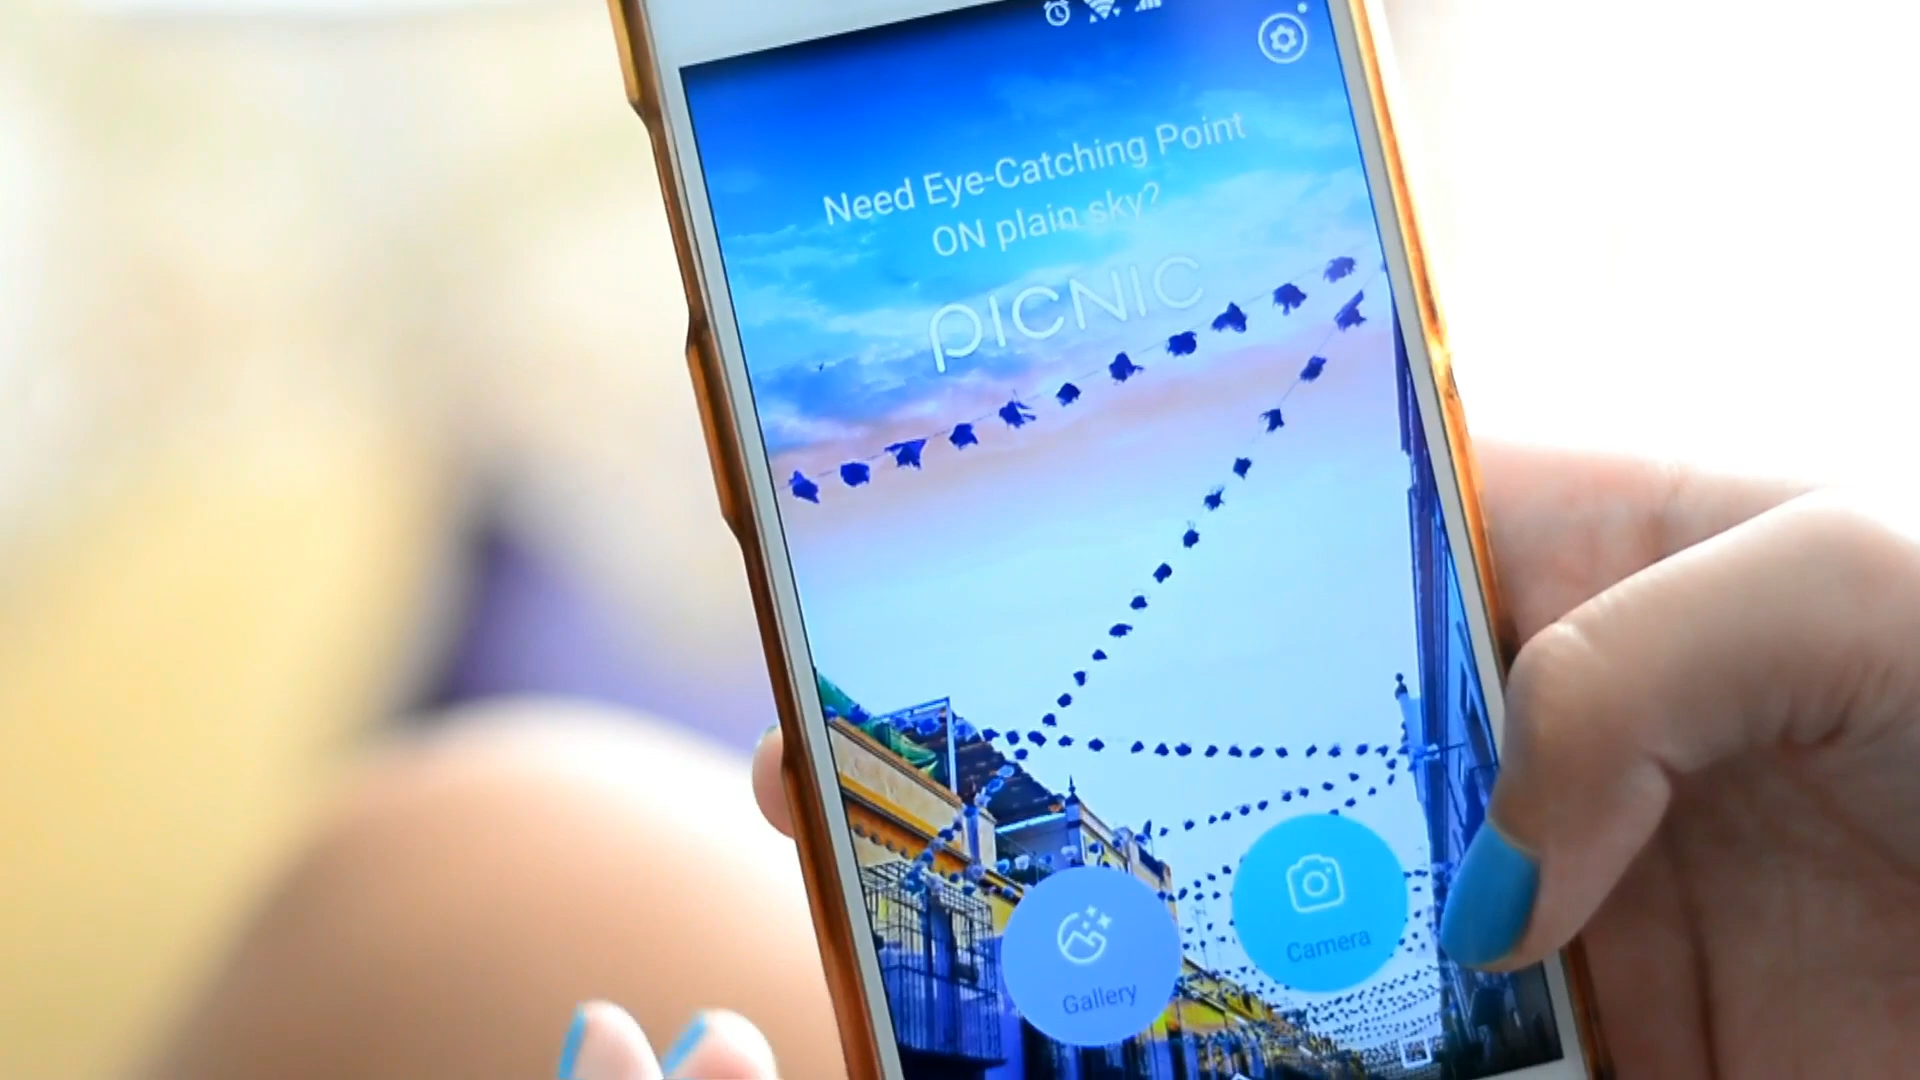 Need Eye-Catching Point
ON plain sky?
PICNIC
Gallery
Camera